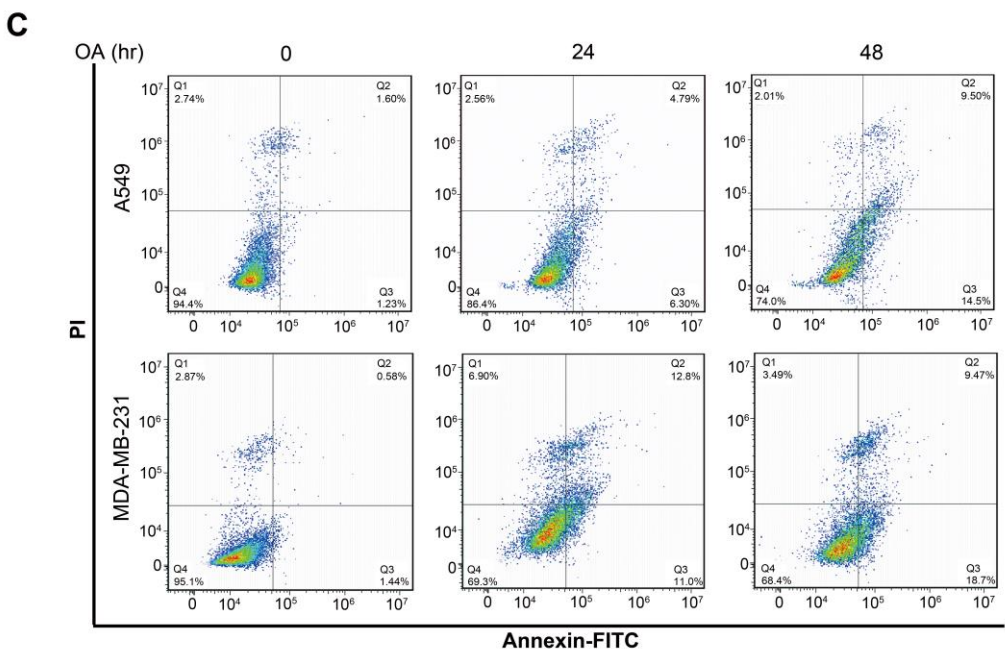 C
OA (hr) 0 24 48
A549
Q1 2.74% Q2 1.60%
Q4 94.4% Q3 1.23%
10⁷ 10⁶ 10⁵ 10⁴ 0
0 10⁴ 10⁵ 10⁶ 10⁷
Q1 2.56% Q2 4.79%
Q4 86.4% Q3 6.30%
10⁷ 10⁶ 10⁵ 10⁴ 0
0 10⁴ 10⁵ 10⁶ 10⁷
Q1 2.01% Q2 9.50%
Q4 74.0% Q3 14.5%
10⁷ 10⁶ 10⁵ 10⁴ 0
0 10⁴ 10⁵ 10⁶ 10⁷
PI
MDA-MB-231
Q1 2.87% Q2 0.58%
Q4 95.1% Q3 1.44%
10⁷ 10⁶ 10⁵ 10⁴ 0
0 10⁴ 10⁵ 10⁶ 10⁷
Q1 6.90% Q2 12.8%
Q4 69.3% Q3 11.0%
10⁷ 10⁶ 10⁵ 10⁴ 0
0 10⁴ 10⁵ 10⁶ 10⁷
Q1 3.49% Q2 9.47%
Q4 68.4% Q3 18.7%
10⁷ 10⁶ 10⁵ 10⁴ 0
0 10⁴ 10⁵ 10⁶ 10⁷
Annexin-FITC